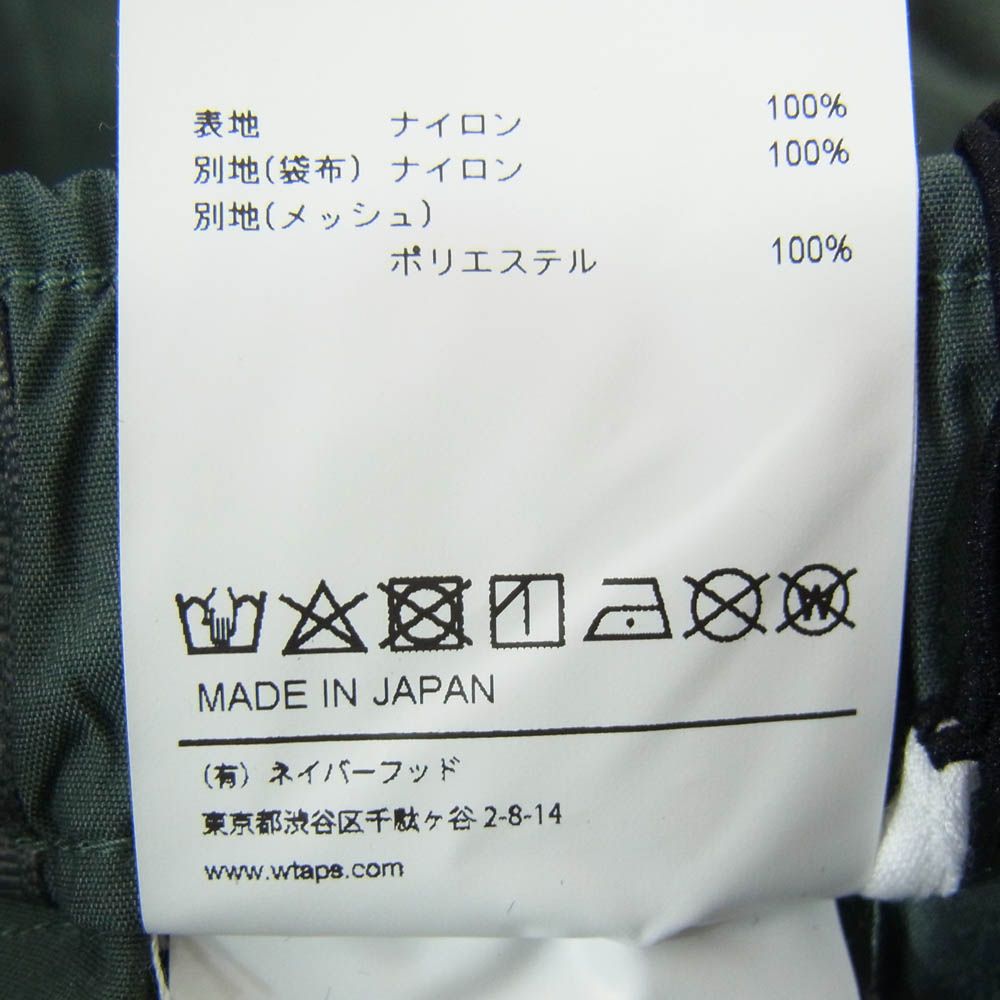 表地 ナイロン 100%
別地(袋布) ナイロン 100%
別地(メッシュ)
ポリエステル 100%
W
MADE IN JAPAN
(有) ネイバーフッド
東京都渋谷区千駄ヶ谷 2-8-14
www.wtaps.com